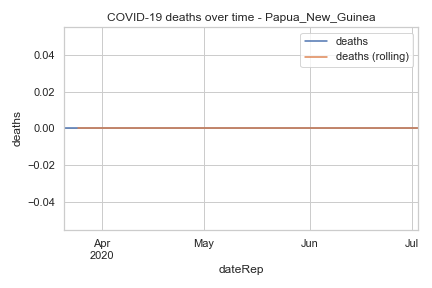 COVID-19 deaths over time - Papua_New_Guinea
deaths
deaths (rolling)
0.04
0.02
0.00
−0.02
−0.04
deaths
Apr
2020
May
Jun
Jul
dateRep